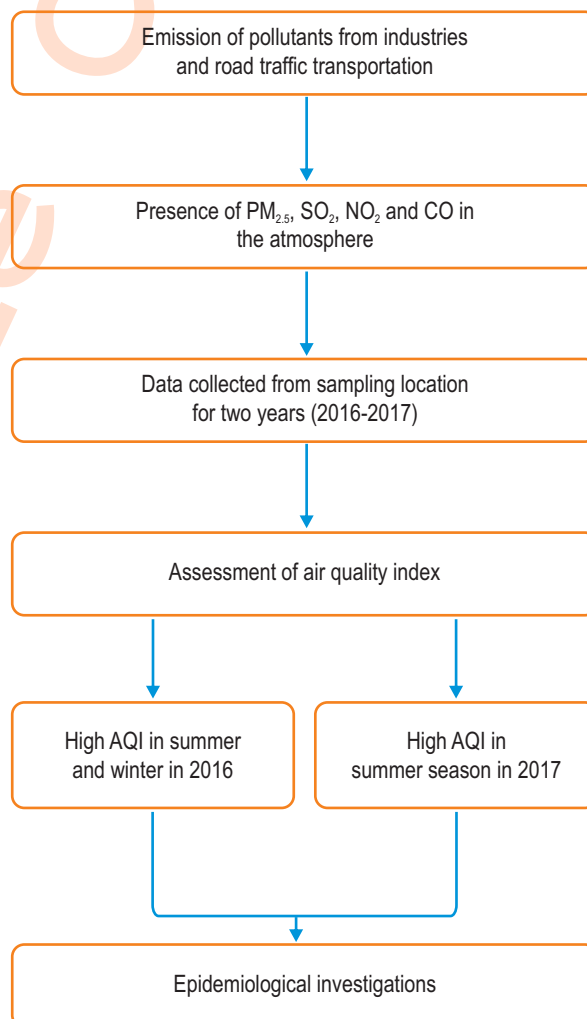 Emission of pollutants from industries
and road traffic transportation
Presence of PM₂.₅, SO₂, NO₂ and CO in
the atmosphere
Data collected from sampling location
for two years (2016-2017)
Assessment of air quality index
High AQI in summer
and winter in 2016
High AQI in
summer season in 2017
Epidemiological investigations